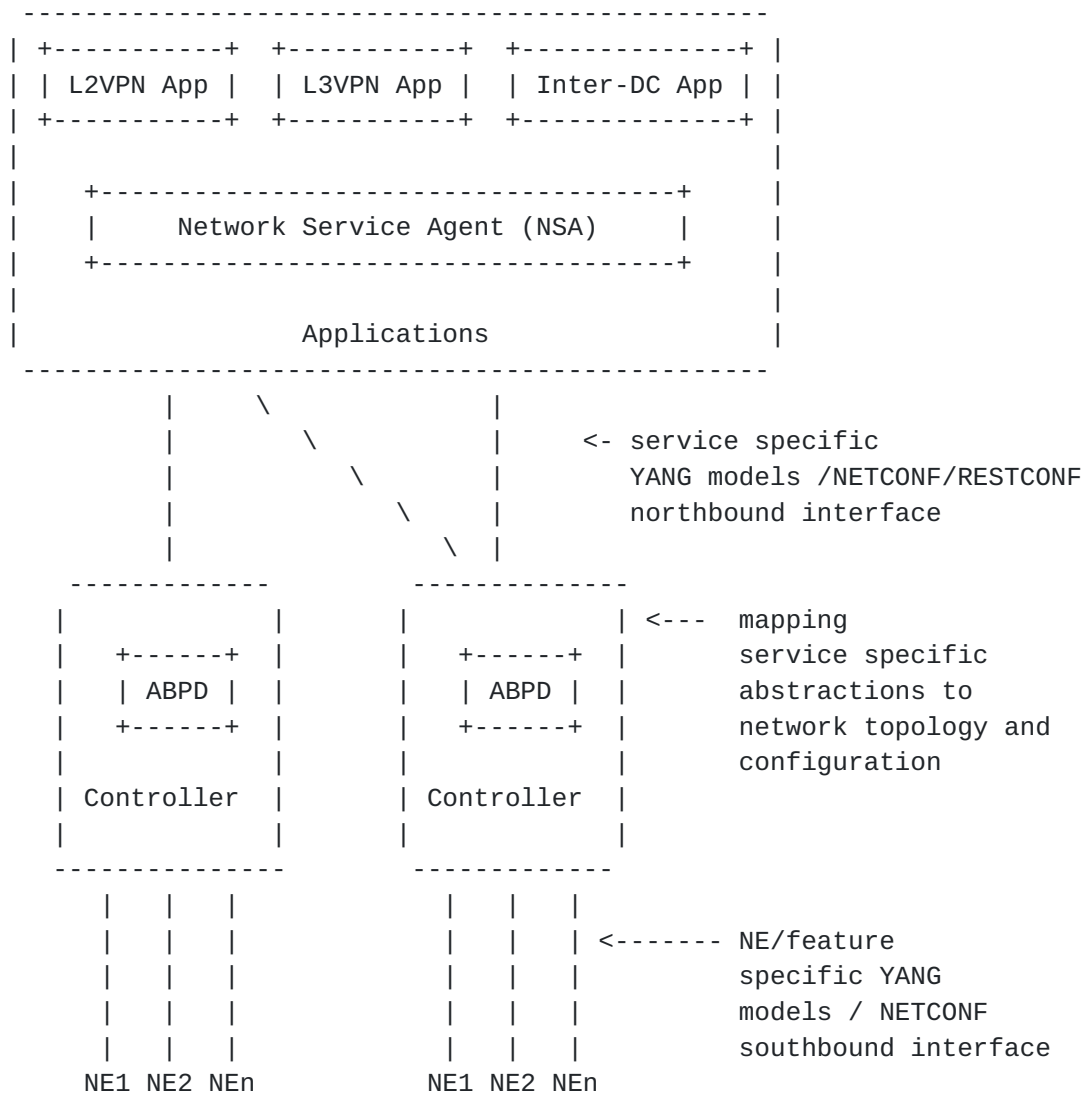 L2VPN App L3VPN App Inter-DC App
Network Service Agent (NSA)
Applications
<- service specific
YANG models /NETCONF/RESTCONF
northbound interface
<--- mapping
service specific
ABPD ABPD abstractions to
network topology and
configuration
Controller Controller
<------- NE/feature
specific YANG
models / NETCONF
southbound interface
NE1 NE2 NEn NE1 NE2 NEn